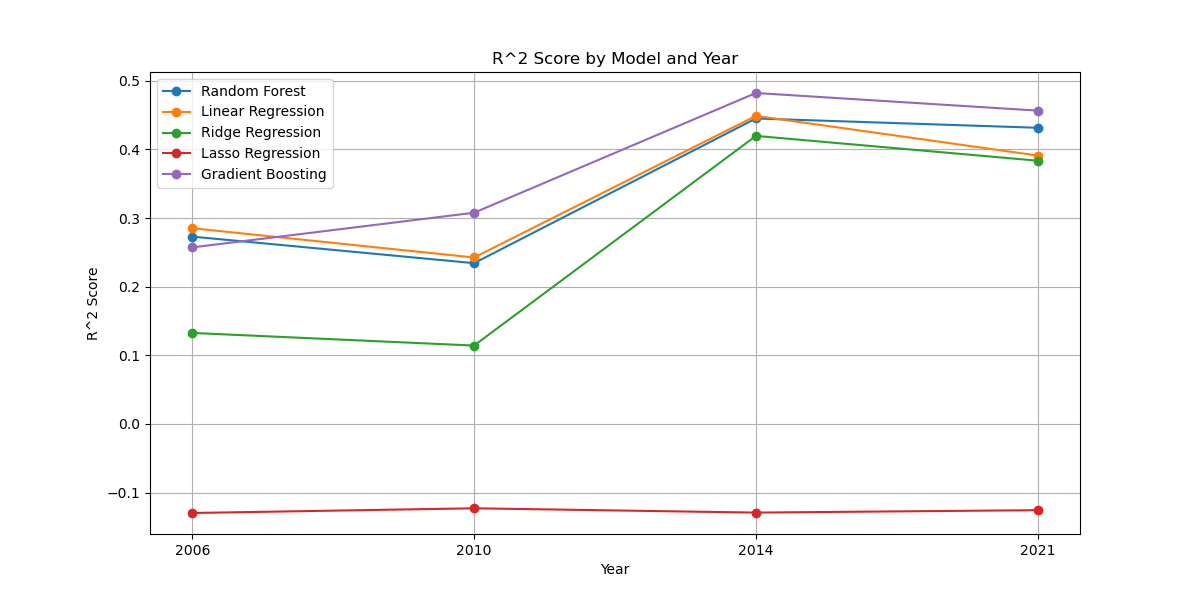 R^2 Score by Model and Year
Random Forest
Linear Regression
Ridge Regression
Lasso Regression
Gradient Boosting
R^2 Score
0.5
0.4
0.3
0.2
0.1
0.0
−0.1
2006 2010 2014 2021
Year